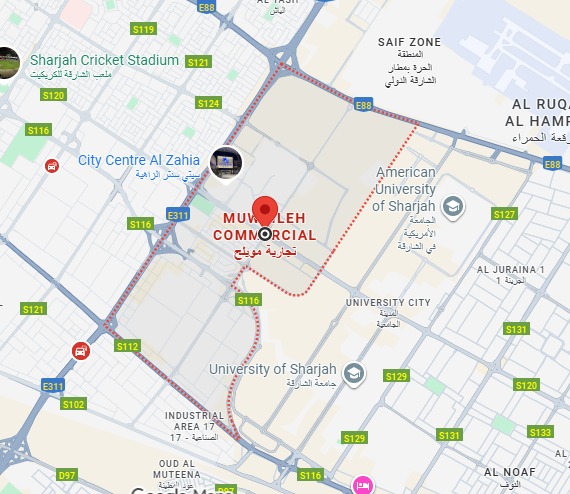 E88
AL YASH
الياش
S119
SAIF ZONE
المنطقة
الحرة بمطار
الشارقة الدولي
Sharjah Cricket Stadium
ملعب الشارقة للكريكيت
S121
S120
S124
E88
AL RUQA
AL HAMR
رقعة الحمراء
S116
City Centre Al Zahia
سيتي سنتر الزاهية
E88
American
University
of Sharjah
الجامعة
الأمريكية
في الشارقة
S127
E311
S116
MUWAILEH
COMMERCIAL
تجارية مويلح
AL JURAINA 1
الجرينة 1
S116
UNIVERSITY CITY
المدينة
الجامعية
S121
S131
S112
University of Sharjah
جامعة الشارقة
S129
S120
E311
S102
INDUSTRIAL
AREA 17
الصناعية - 17
S129
S131
S133
OUD AL
MUTEENA
عود المطينة
D97
D97
S116
AL NOAF
النوف